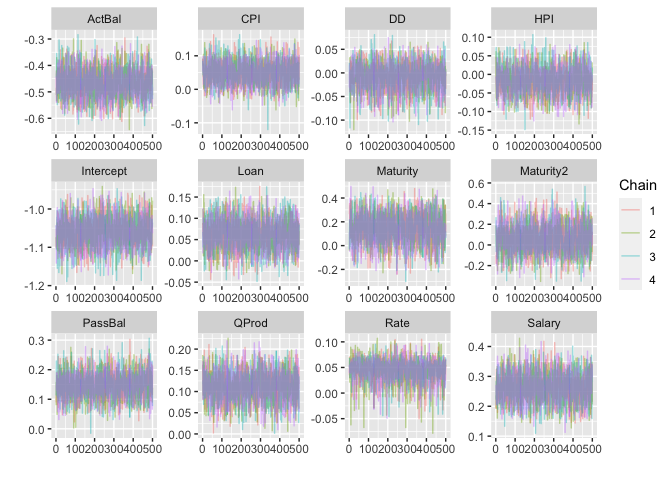 ActBal CPI DD HPI
-0.3 0.1 0.05 0.10
-0.4 0.0 0.00 0.05
-0.5 -0.1 -0.05 0.00
-0.6 -0.10 -0.05
-0.10
-0.15
0 100200300400500 0 100200300400500 0 100200300400500 0 100200300400500
Intercept Loan Maturity Maturity2
-1.0 0.15 0.4 0.6
-1.1 0.10 0.2 0.4
-1.2 0.05 0.0 0.2
0.00 -0.2 0.0
-0.05 -0.2
0 100200300400500 0 100200300400500 0 100200300400500 0 100200300400500
PassBal QProd Rate Salary
0.3 0.20 0.10 0.4
0.2 0.15 0.05 0.3
0.1 0.10 0.00 0.2
0.0 0.05 -0.05 0.1
0.00
0 100200300400500 0 100200300400500 0 100200300400500 0 100200300400500
Chain
1
2
3
4